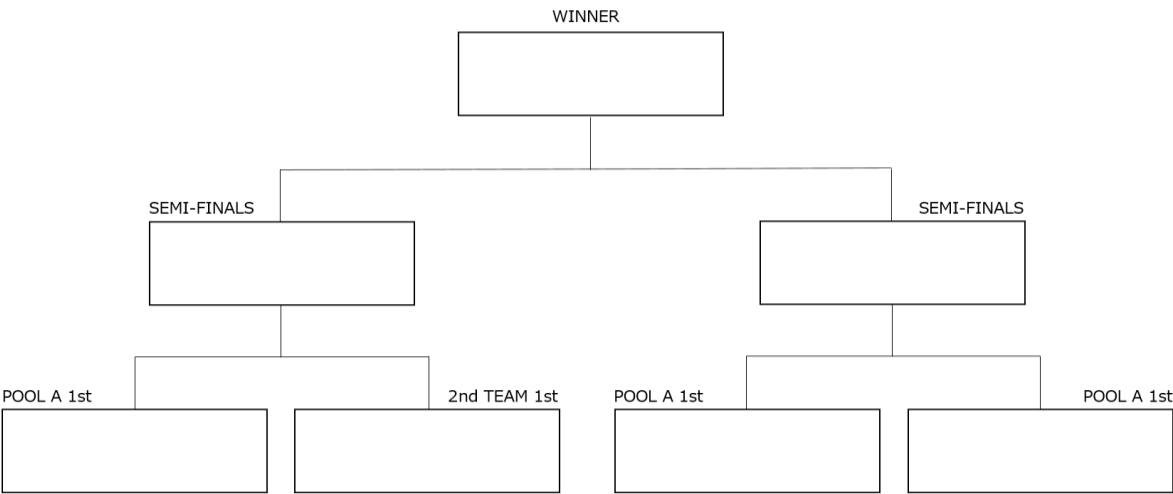 WINNER
SEMI-FINALS
SEMI-FINALS
POOL A 1st
2nd TEAM 1st
POOL A 1st
POOL A 1st